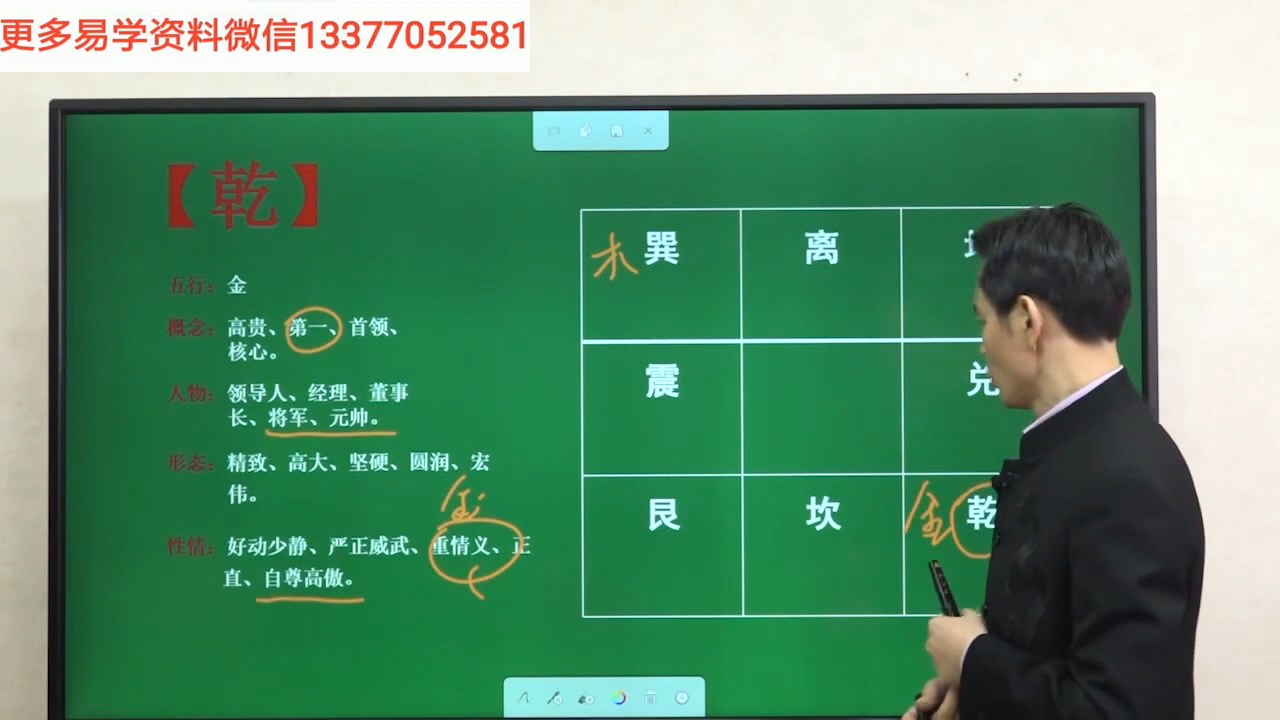 更多易学资料微信13377052581
【乾】
五行：金
概念：高贵、第一、首领、
核心。
人物：领导人、经理、董事
长、将军、元帅。
形态：精致、高大、坚硬、圆润、宏
伟。
金
性情：好动少静、严正威武、重情义、正
直、自尊高傲。
木 巽 离
震 兑
艮 坎 金 乾